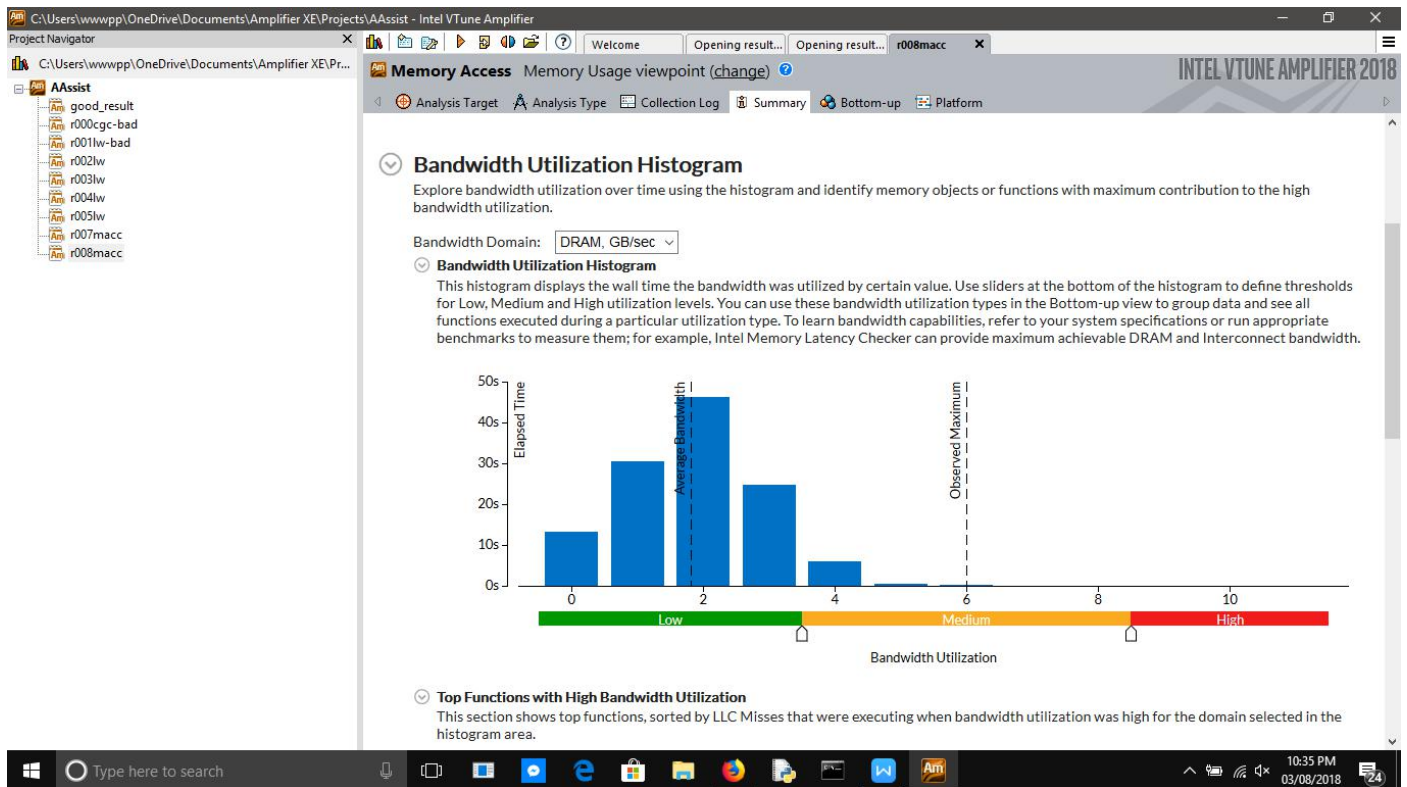 C:\Users\wwwpp\OneDrive\Documents\Amplifier XE\Projects\AAssist - Intel VTune Amplifier
Project Navigator
C:\Users\wwwpp\OneDrive\Documents\Amplifier XE\Pr...
AAssist
good_result
r000cgc-bad
r001lw-bad
r002lw
r003lw
r004lw
r005lw
r007macc
r008macc
Welcome
Opening result...
Opening result...
r008macc
Memory Access Memory Usage viewpoint (change)
INTEL VTUNE AMPLIFIER 2018
Analysis Target
Analysis Type
Collection Log
Summary
Bottom-up
Platform
Bandwidth Utilization Histogram
Explore bandwidth utilization over time using the histogram and identify memory objects or functions with maximum contribution to the high
bandwidth utilization.
Bandwidth Domain: DRAM, GB/sec
Bandwidth Utilization Histogram
This histogram displays the wall time the bandwidth was utilized by certain value. Use sliders at the bottom of the histogram to define thresholds
for Low, Medium and High utilization levels. You can use these bandwidth utilization types in the Bottom-up view to group data and see all
functions executed during a particular utilization type. To learn bandwidth capabilities, refer to your system specifications or run appropriate
benchmarks to measure them; for example, Intel Memory Latency Checker can provide maximum achievable DRAM and Interconnect bandwidth.
50s
40s
30s
20s
10s
0s
Elapsed Time
Average Bandwidth
Observed Maximum
0 2 4 6 8 10
Low Medium High
Bandwidth Utilization
Top Functions with High Bandwidth Utilization
This section shows top functions, sorted by LLC Misses that were executing when bandwidth utilization was high for the domain selected in the
histogram area.
Type here to search
10:35 PM
03/08/2018
24